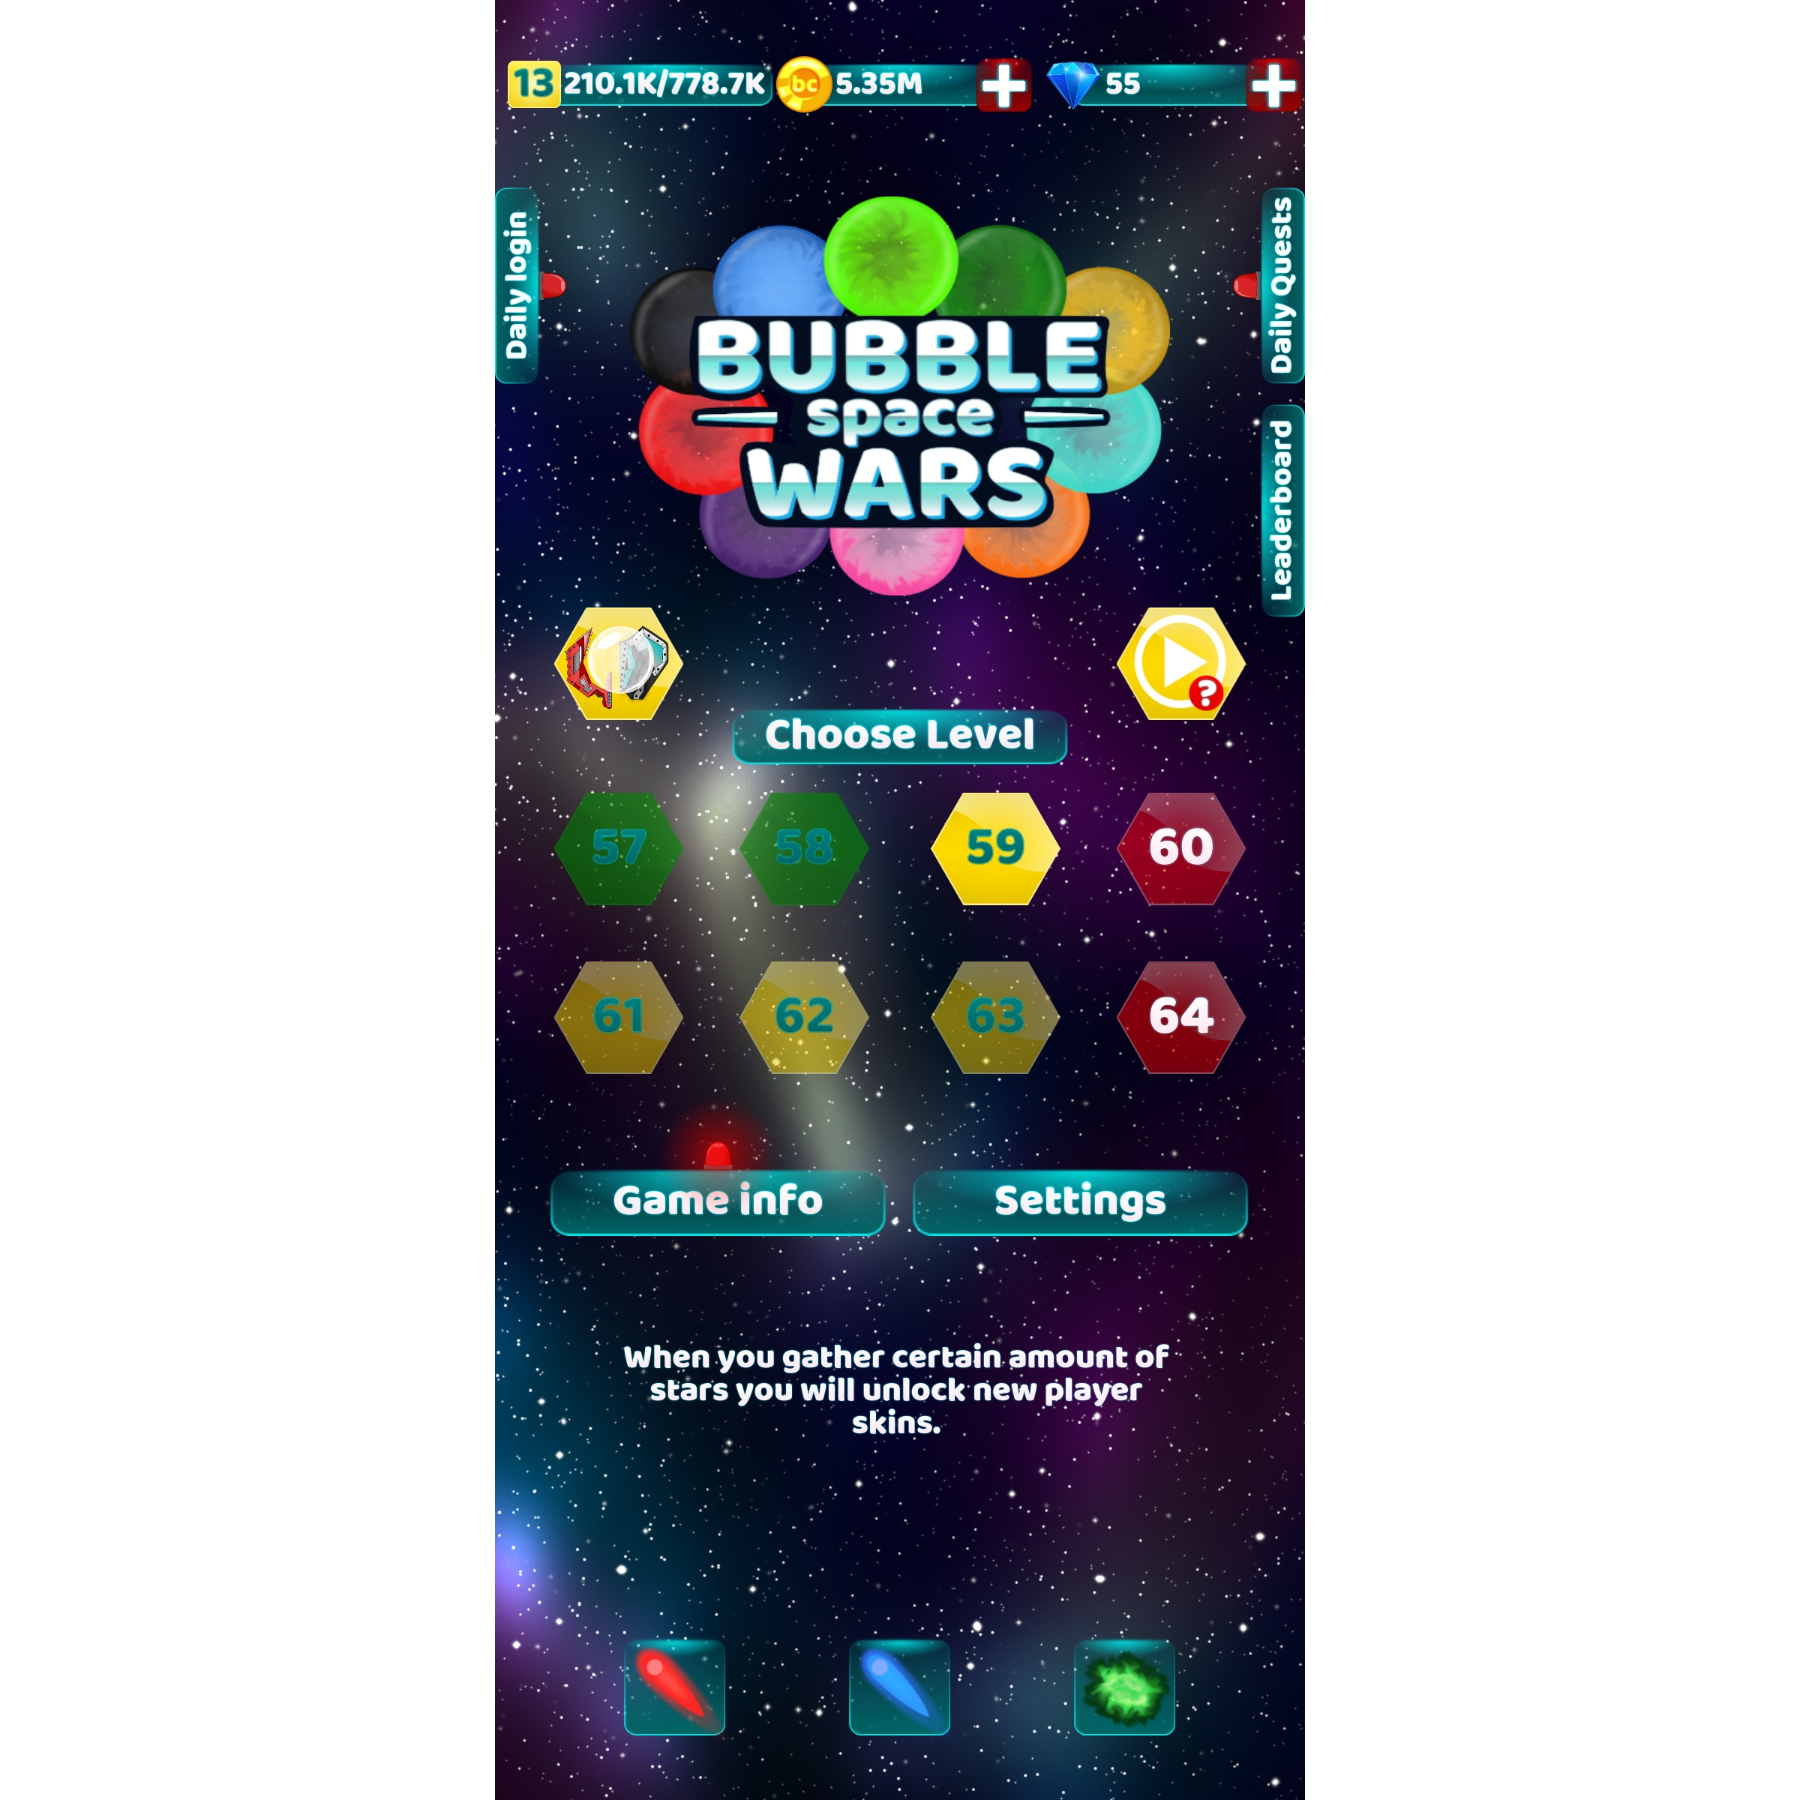 13 210.1K/778.7K bc 5.35M 55
Daily login
Daily Quests
BUBBLE
space
WARS
Leaderboard
?
Choose Level
57 58 59 60
61 62 63 64
Game info Settings
When you gather certain amount of
stars you will unlock new player
skins.